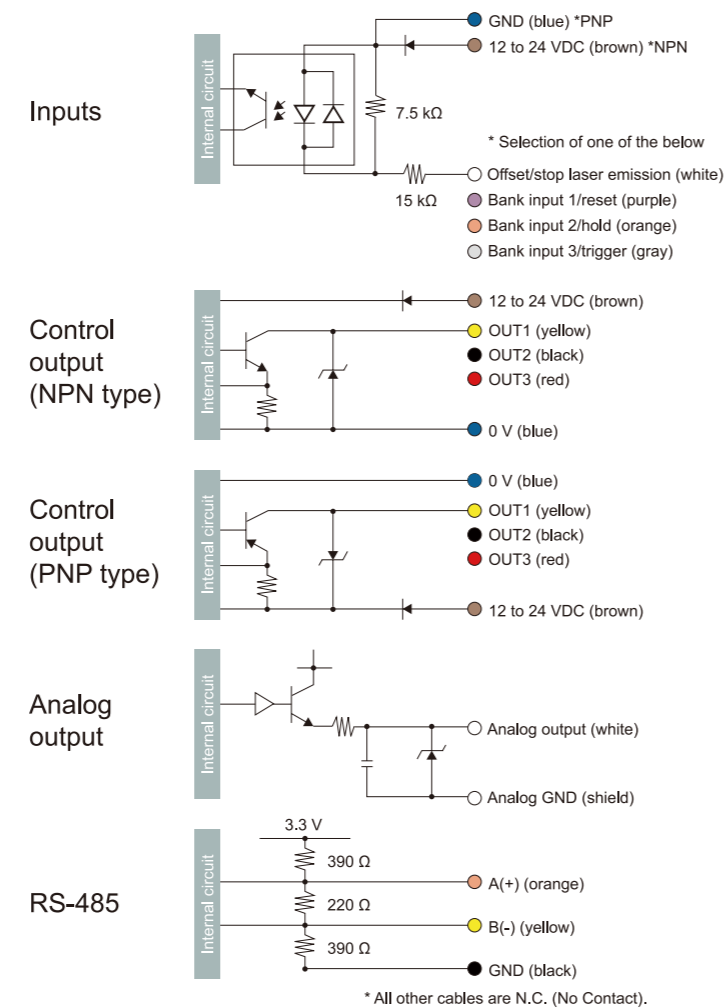 Inputs
Internal circuit
GND (blue) *PNP
12 to 24 VDC (brown) *NPN
7.5 kΩ
* Selection of one of the below
15 kΩ
Offset/stop laser emission (white)
Bank input 1/reset (purple)
Bank input 2/hold (orange)
Bank input 3/trigger (gray)
Control
output
(NPN type)
Internal circuit
12 to 24 VDC (brown)
OUT1 (yellow)
OUT2 (black)
OUT3 (red)
0 V (blue)
Control
output
(PNP type)
Internal circuit
0 V (blue)
OUT1 (yellow)
OUT2 (black)
OUT3 (red)
12 to 24 VDC (brown)
Analog
output
Internal circuit
Analog output (white)
Analog GND (shield)
RS-485
Internal circuit
3.3 V
390 Ω
A(+) (orange)
220 Ω
B(-) (yellow)
390 Ω
GND (black)
* All other cables are N.C. (No Contact).